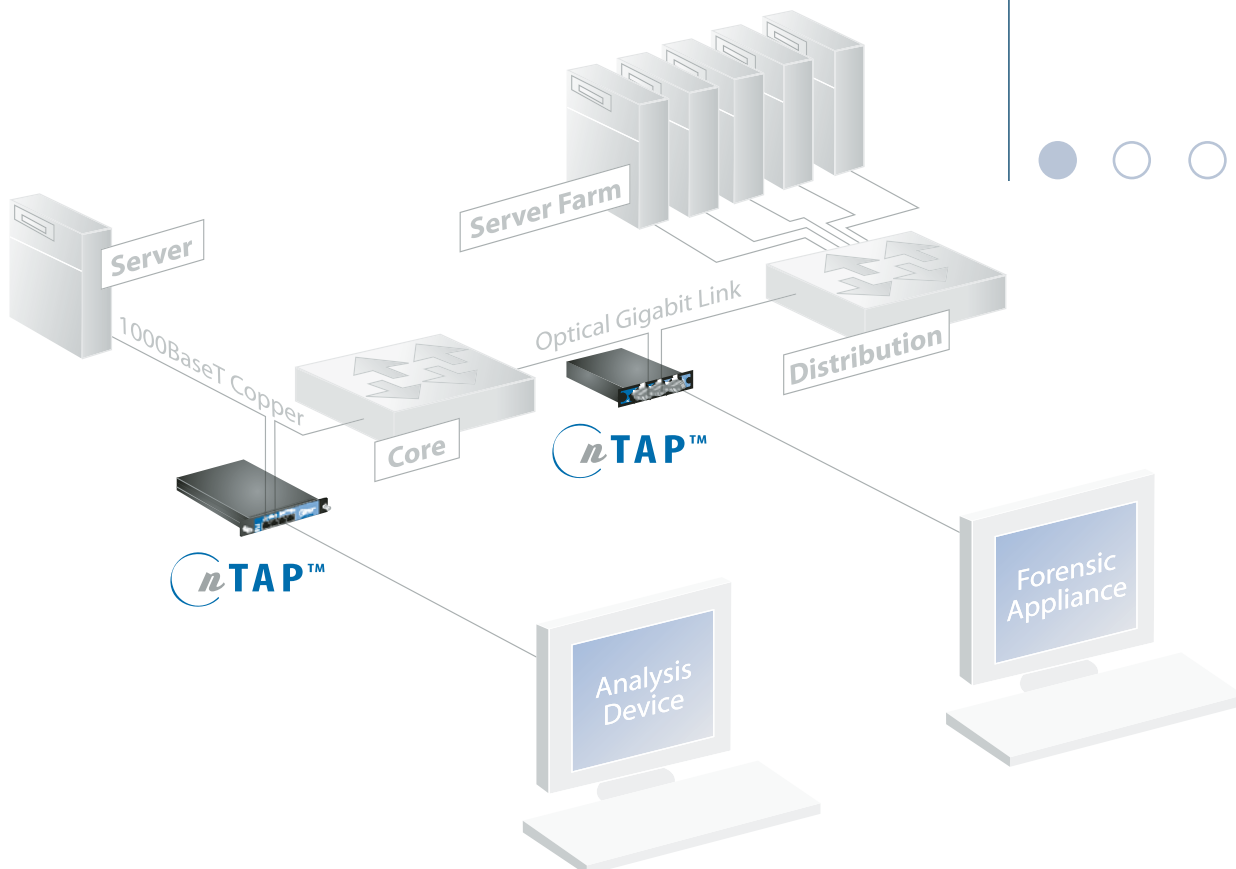 Server Farm
Server
1000BaseT Copper
Optical Gigabit Link
Distribution
Core
nTAP™
nTAP™
Forensic
Appliance
Analysis
Device